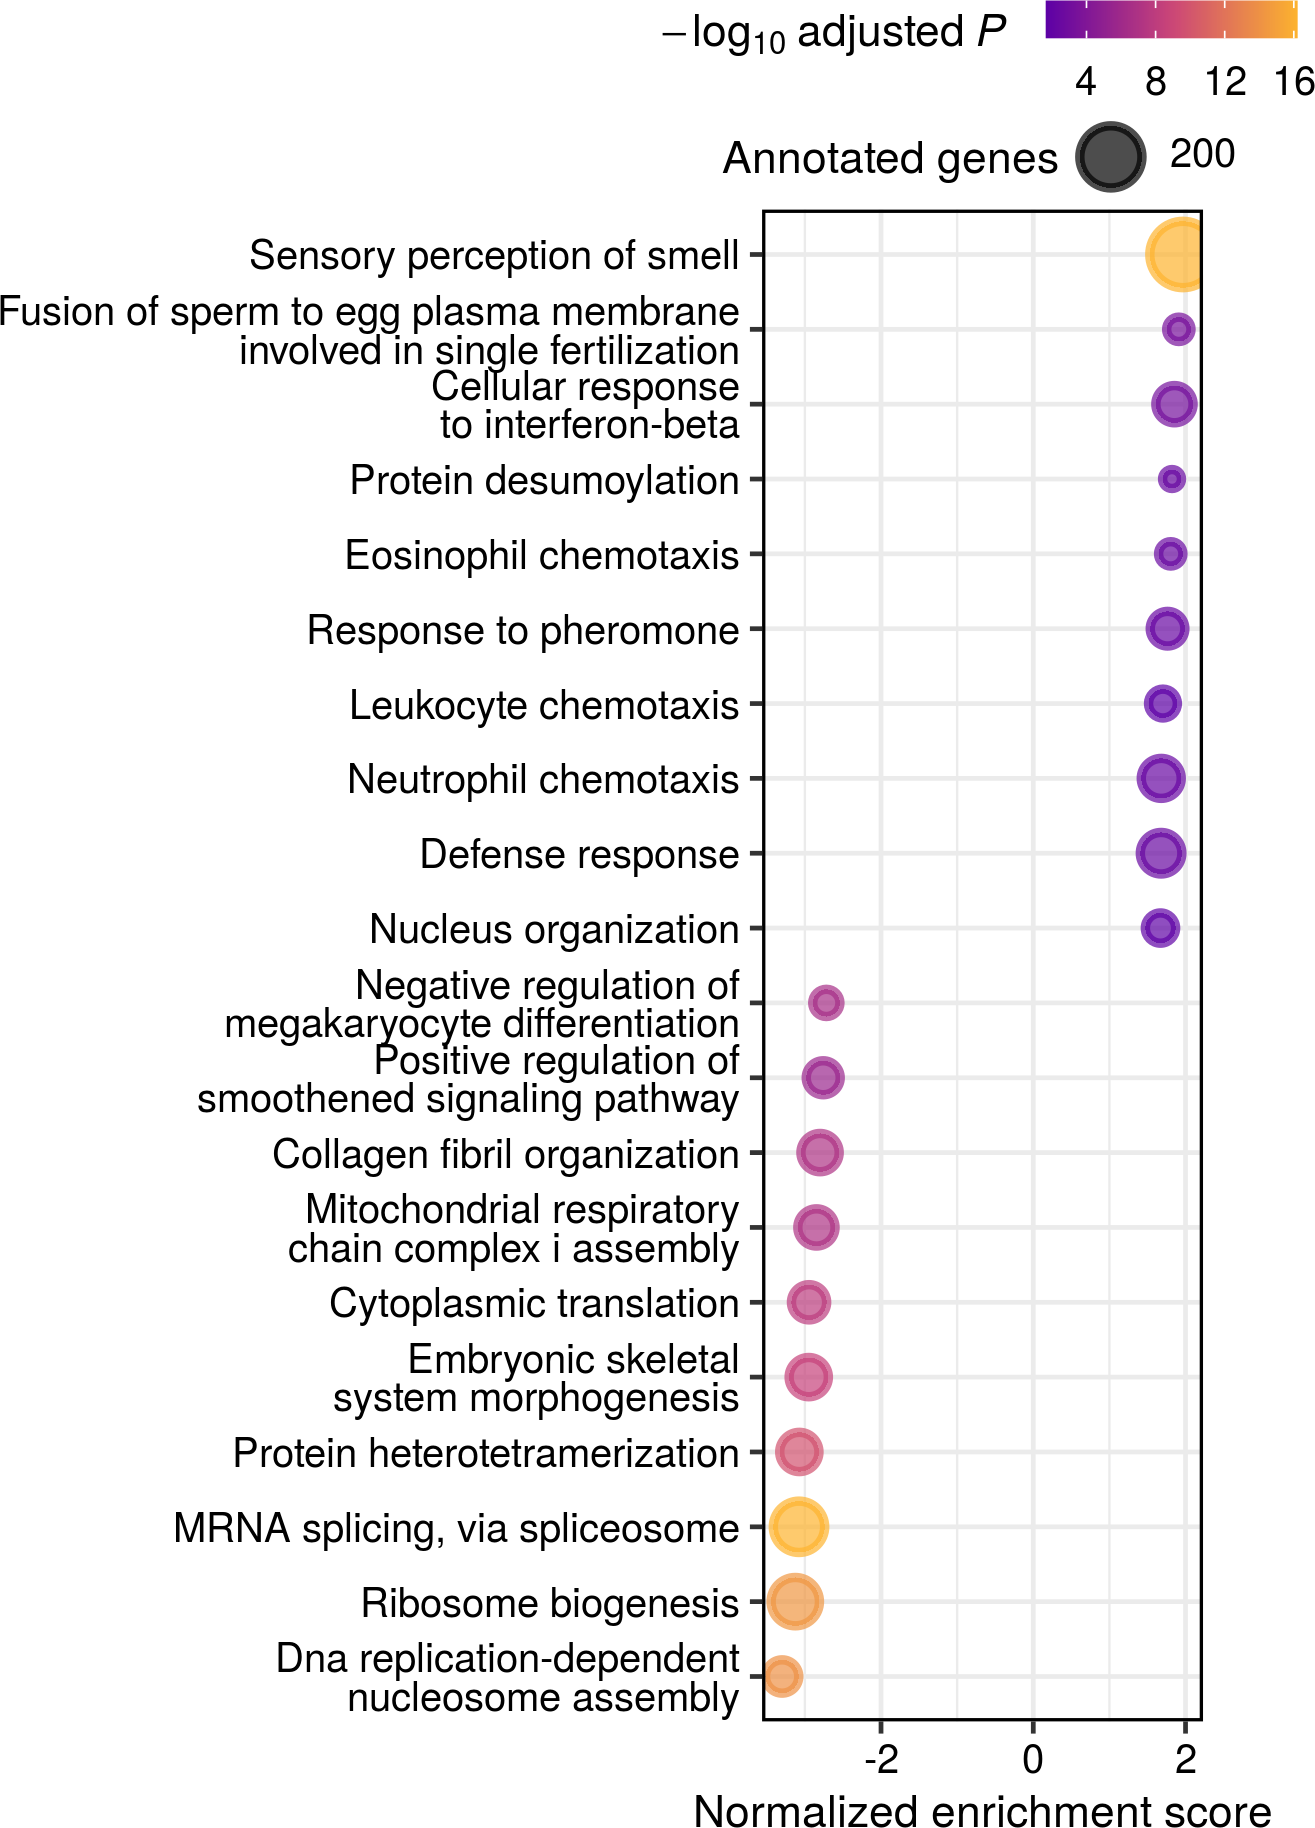 −log10 adjusted P
4 8 12 16
Annotated genes 200
Sensory perception of smell
Fusion of sperm to egg plasma membrane
involved in single fertilization
Cellular response
to interferon-beta
Protein desumoylation
Eosinophil chemotaxis
Response to pheromone
Leukocyte chemotaxis
Neutrophil chemotaxis
Defense response
Nucleus organization
Negative regulation of
megakaryocyte differentiation
Positive regulation of
smoothened signaling pathway
Collagen fibril organization
Mitochondrial respiratory
chain complex i assembly
Cytoplasmic translation
Embryonic skeletal
system morphogenesis
Protein heterotetramerization
MRNA splicing, via spliceosome
Ribosome biogenesis
Dna replication-dependent
nucleosome assembly
-2 0 2
Normalized enrichment score